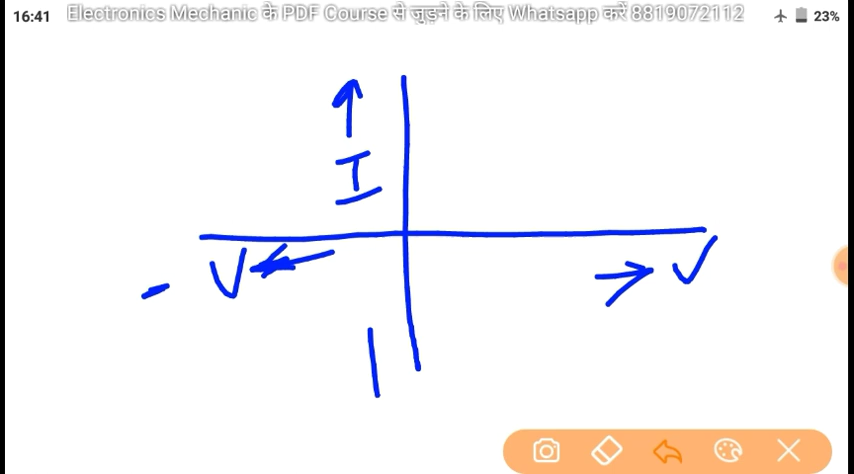 16:41 Electronics Mechanic के PDF Course से जुड़ने के लिए Whatsapp करें 8819072112 23%
I
- V V